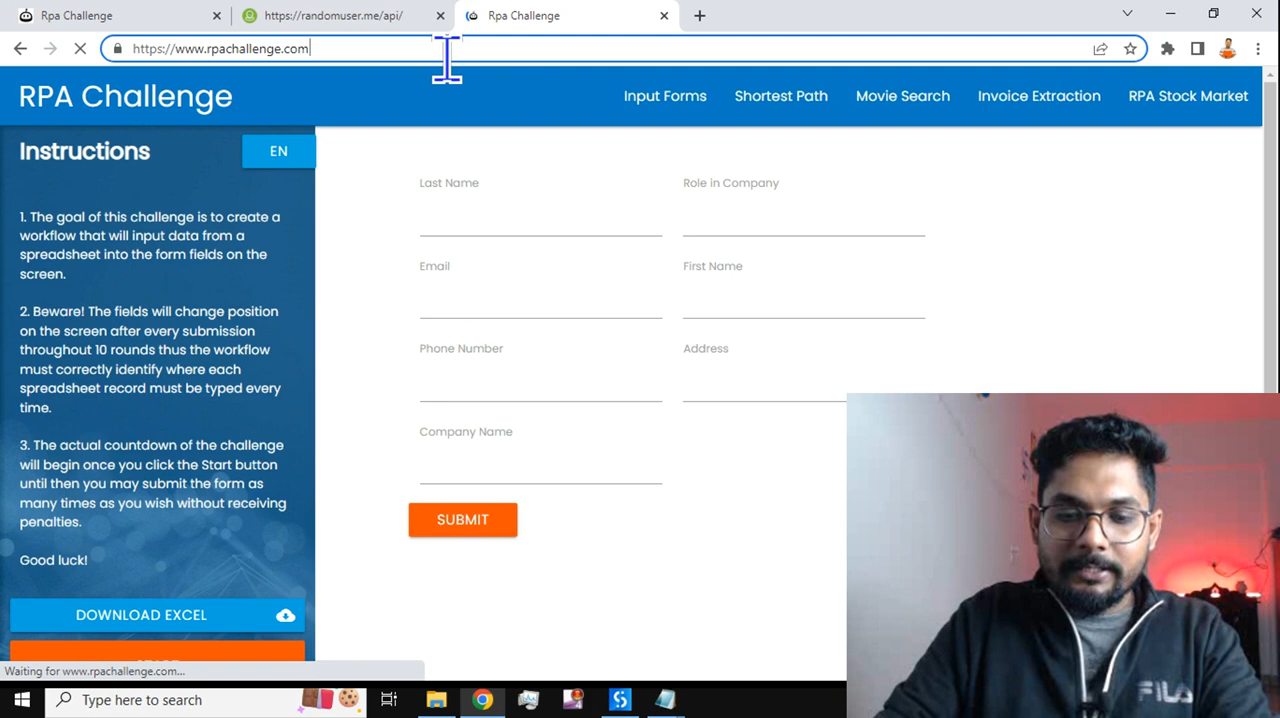 Rpa Challenge
https://randomuser.me/api/
Rpa Challenge
https://www.rpachallenge.com
RPA Challenge
Input Forms
Shortest Path
Movie Search
Invoice Extraction
RPA Stock Market
Instructions
EN
1. The goal of this challenge is to create a
workflow that will input data from a
spreadsheet into the form fields on the
screen.
2. Beware! The fields will change position
on the screen after every submission
throughout 10 rounds thus the workflow
must correctly identify where each
spreadsheet record must be typed every
time.
3. The actual countdown of the challenge
will begin once you click the Start button
until then you may submit the form as
many times as you wish without receiving
penalties.
Good luck!
DOWNLOAD EXCEL
Last Name
Role in Company
Email
First Name
Phone Number
Address
Company Name
SUBMIT
Waiting for www.rpachallenge.com...
Type here to search
FILA